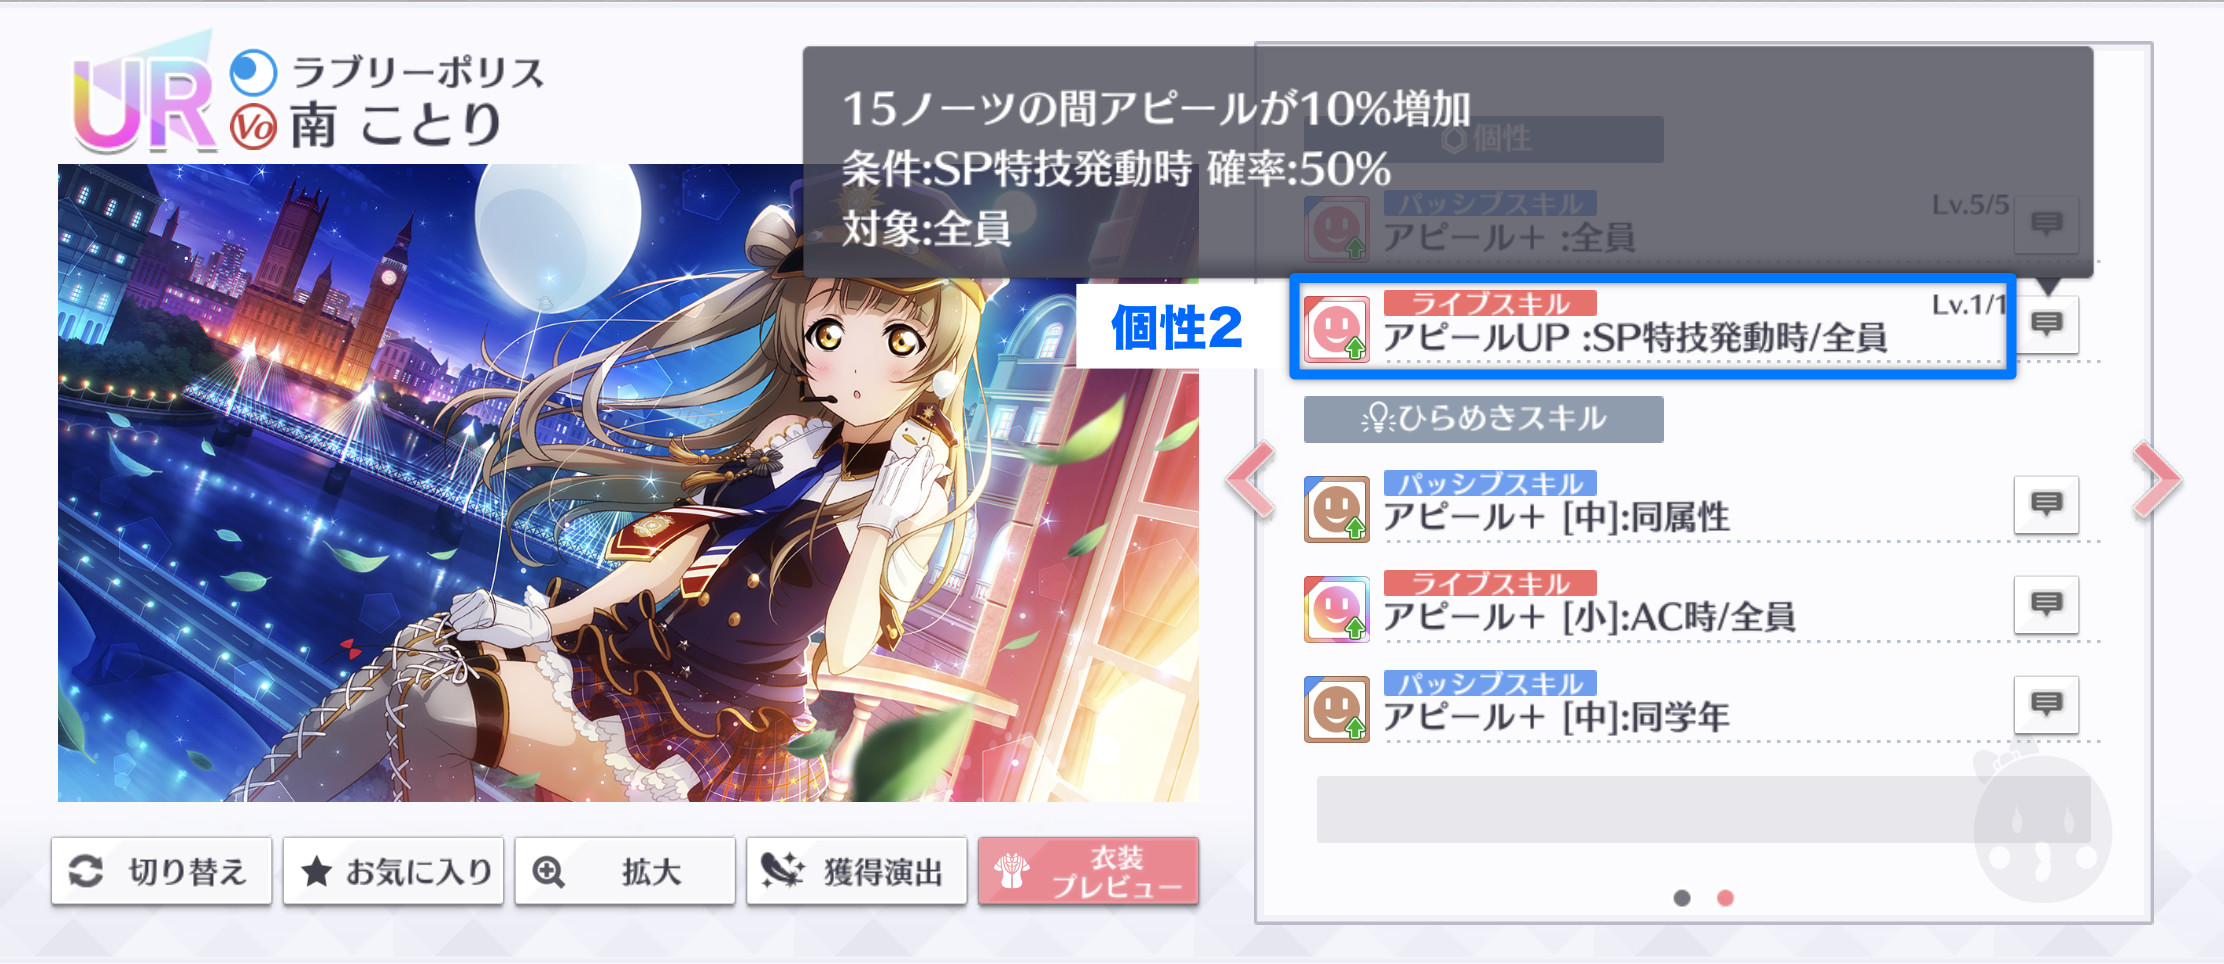 UR
ラブリーポリス
Vo 南 ことり
15ノーツの間アピールが10%増加
条件:SP特技発動時 確率:50%
対象:全員
個性
パッシブスキル
Lv.5/5
アピール+ :全員
個性2
ライブスキル
Lv.1/1
アピールUP :SP特技発動時/全員
ひらめきスキル
パッシブスキル
アピール+ [中]:同属性
ライブスキル
アピール+ [小]:AC時/全員
パッシブスキル
アピール+ [中]:同学年
切り替え
お気に入り
拡大
獲得演出
衣装
プレビュー